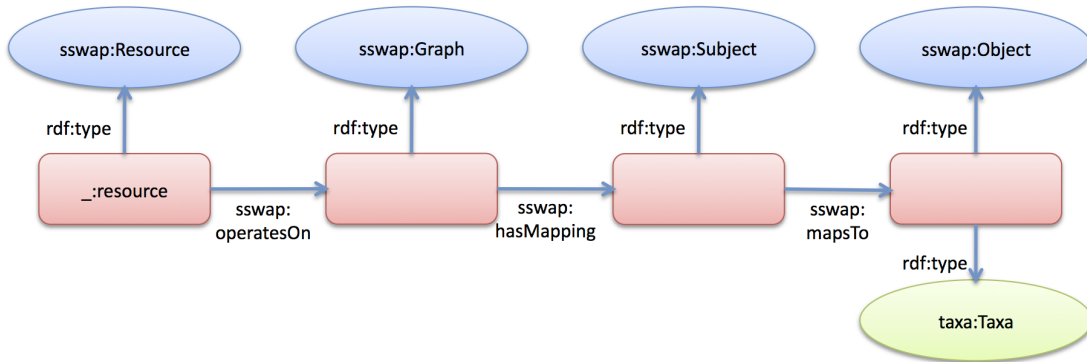 sswap:Resource
sswap:Graph
sswap:Subject
sswap:Object
rdf:type
rdf:type
rdf:type
rdf:type
_:resource
sswap:
operatesOn
sswap:
hasMapping
sswap:
mapsTo
rdf:type
taxa:Taxa